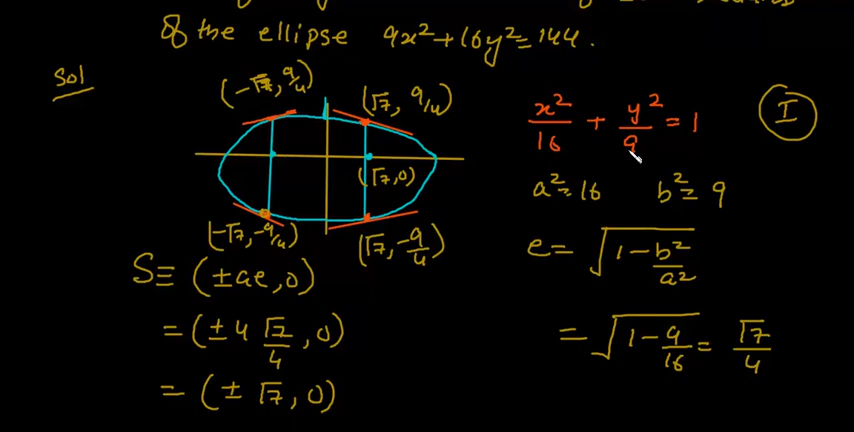 of the ellipse 9x²+16y²=144.
Sol
(-√7, 9/4)
(√7, 9/4)
(√7,0)
(-√7,-9/4)
(√7, -9/4)
S≡ (±ae,0)
= (±4 √7/4, 0)
= (± √7, 0)
x²/16 + y²/9 = 1
I
a²=16 b²= 9
e= √(1-b²/a²)
= √(1-9/16) = √7/4